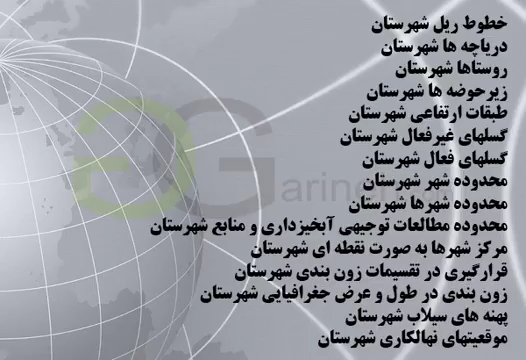 خطوط ریل شهرستان
دریاچه ها شهرستان
روستاها شهرستان
زیرحوضه ها شهرستان
طبقات ارتفاعی شهرستان
گسلهای غیرفعال شهرستان
گسلهای فعال شهرستان
محدوده شهر شهرستان
محدوده شهرها شهرستان
محدوده مطالعات توجیهی آبخیزداری و منابع شهرستان
مرکز شهرها به صورت نقطه ای شهرستان
قرارگیری در تقسیمات زون بندی شهرستان
زون بندی در طول و عرض جغرافیایی شهرستان
پهنه های سیلاب شهرستان
موقعیتهای نهالکاری شهرستان